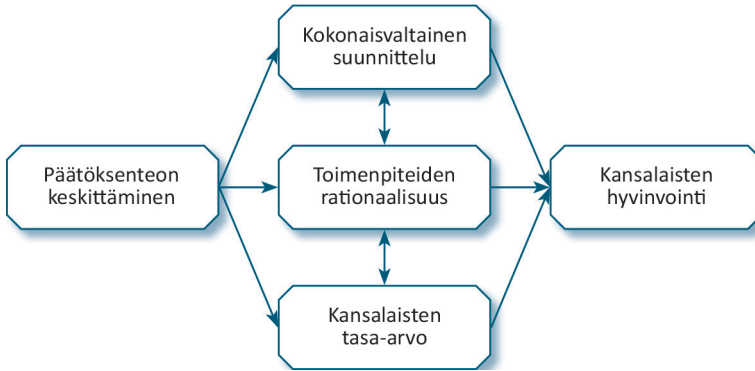 Kokonaisvaltainen
suunnittelu
Päätöksenteon
keskittäminen
Toimenpiteiden
rationaalisuus
Kansalaisten
hyvinvointi
Kansalaisten
tasa-arvo